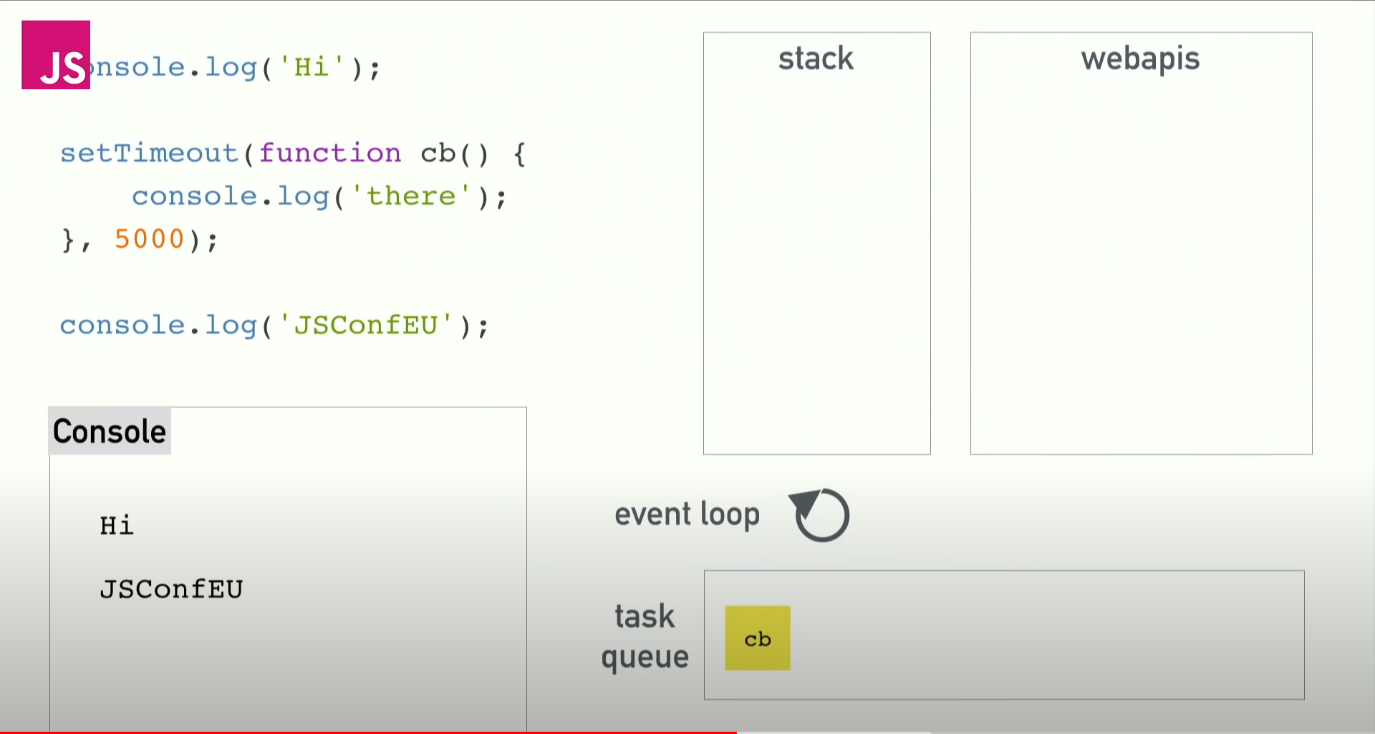 JS
onsole.log('Hi');
setTimeout(function cb() {
    console.log('there');
}, 5000);
console.log('JSConfEU');
Console
Hi
JSConfEU
stack
webapis
event loop
task
queue
cb